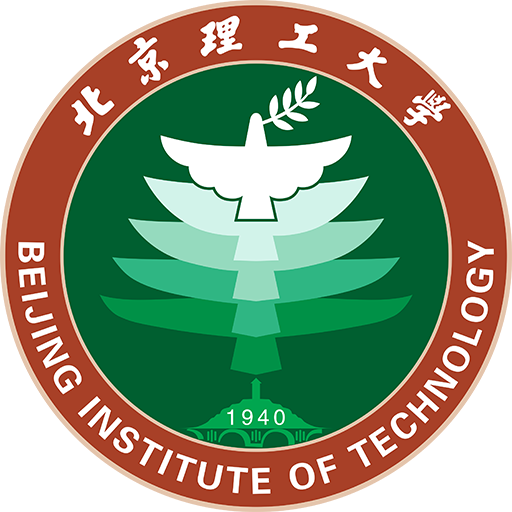 北京理工大学
1940
BEIJING INSTITUTE OF TECHNOLOGY